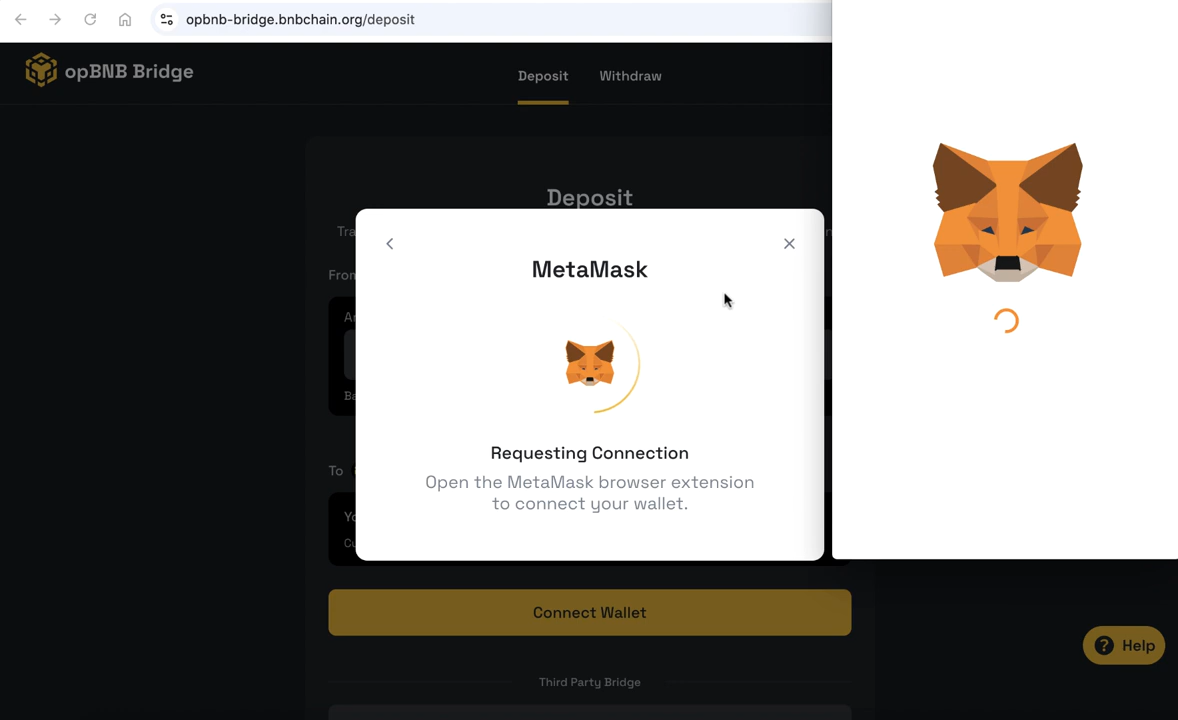 opbnb-bridge.bnbchain.org/deposit
opBNB Bridge
Deposit
Withdraw
Deposit
MetaMask
Requesting Connection
Open the MetaMask browser extension
to connect your wallet.
To
Connect Wallet
Third Party Bridge
Help